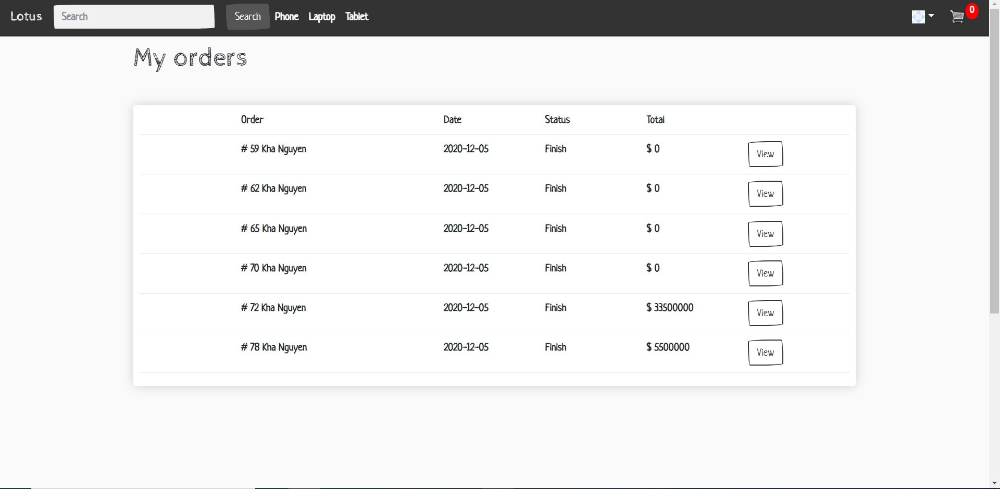 Lotus Search Search Phone Laptop Tablet 0
My orders
Order Date Status Total
# 59 Kha Nguyen 2020-12-05 Finish $ 0 View
# 62 Kha Nguyen 2020-12-05 Finish $ 0 View
# 65 Kha Nguyen 2020-12-05 Finish $ 0 View
# 70 Kha Nguyen 2020-12-05 Finish $ 0 View
# 72 Kha Nguyen 2020-12-05 Finish $ 33500000 View
# 78 Kha Nguyen 2020-12-05 Finish $ 5500000 View